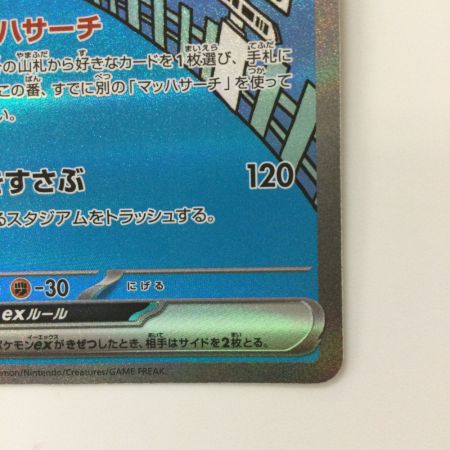 ハサーチ
の山札から好きなカードを1枚選び、手札に
この番、すでに別の「マッハサーチ」を使って
い。
きすさぶ 120
るスタジアムをトラッシュする。
-30 にげる
exルール
ポケモンexがきぜつしたとき、相手はサイドを2枚とる。
mon/Nintendo/Creatures/GAME FREAK.